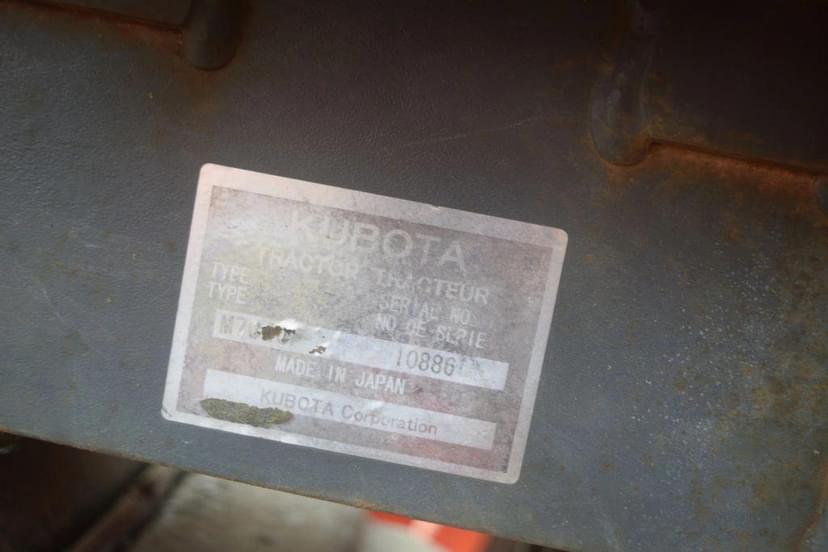 KUBOTA
TRACTOR TRACTEUR
TYPE SERIAL NO.
TYPE NO. DE SERIE
10886
MADE IN JAPAN
KUBOTA Corporation